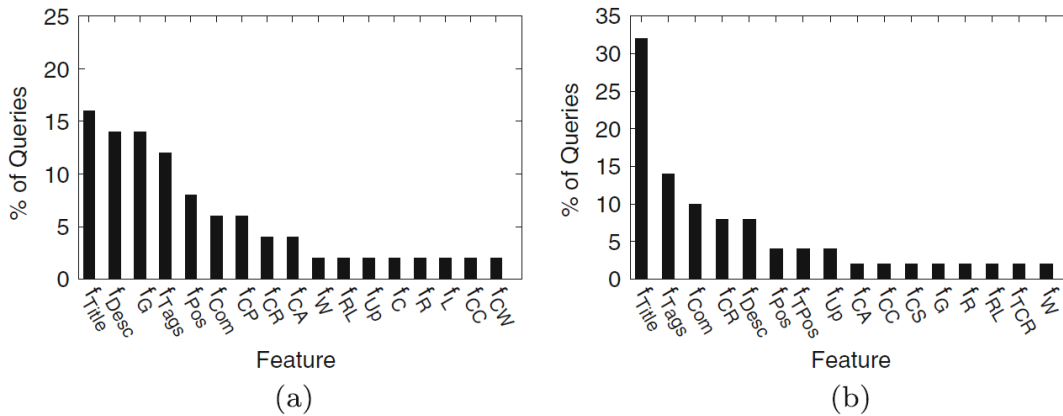 25
20
15
10
5
0
% of Queries
fTitle
fDesc
fG
fTags
fPos
fCom
fCP
fCR
fCA
fW
fRL
fUp
fC
fR
fL
fCC
fCW
Feature
(a)
35
30
25
20
15
10
5
0
% of Queries
fTitle
fTags
fCom
fCR
fDesc
fPos
fTPos
fUp
fCA
fCC
fCS
fG
fR
fRL
fTCR
fW
Feature
(b)